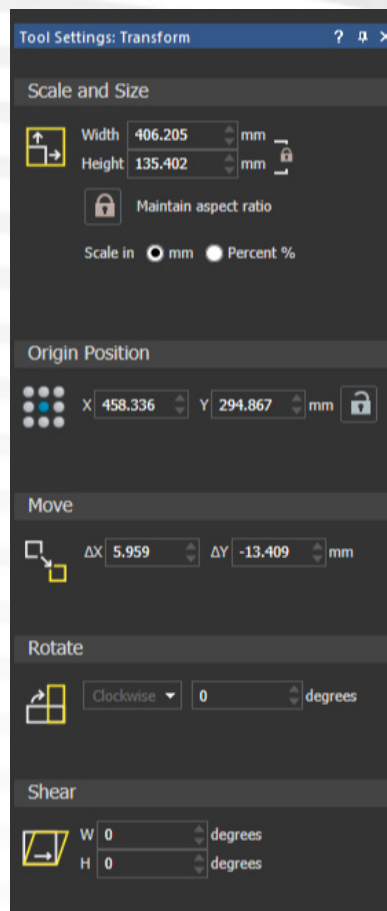 Tool Settings: Transform ? ×
Scale and Size
Width 406.205 mm
Height 135.402 mm
Maintain aspect ratio
Scale in mm Percent %
Origin Position
X 458.336 Y 294.867 mm
Move
ΔX 5.959 ΔY -13.409 mm
Rotate
Clockwise 0 degrees
Shear
W 0 degrees
H 0 degrees